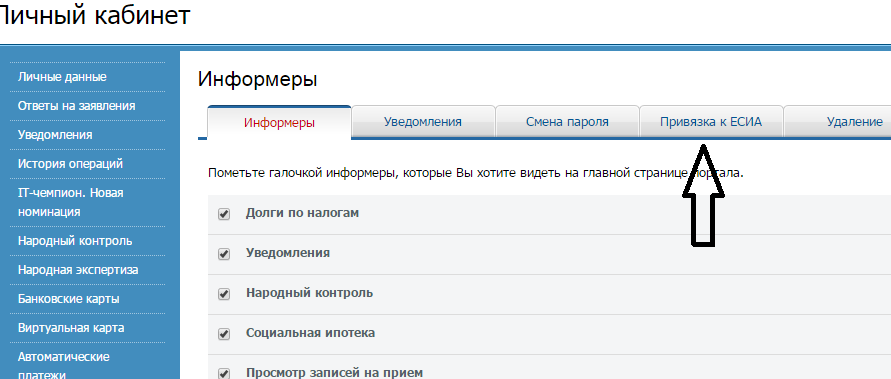 Личный кабинет
Личные данные
Ответы на заявления
Уведомления
История операций
IT-чемпион. Новая
номинация
Народный контроль
Народная экспертиза
Банковские карты
Виртуальная карта
Автоматические
платежи
Информеры
Информеры
Уведомления
Смена пароля
Привязка к ЕСИА
Удаление
Пометьте галочкой информеры, которые Вы хотите видеть на главной странице портала.
Долги по налогам
Уведомления
Народный контроль
Социальная ипотека
Просмотр записей на прием